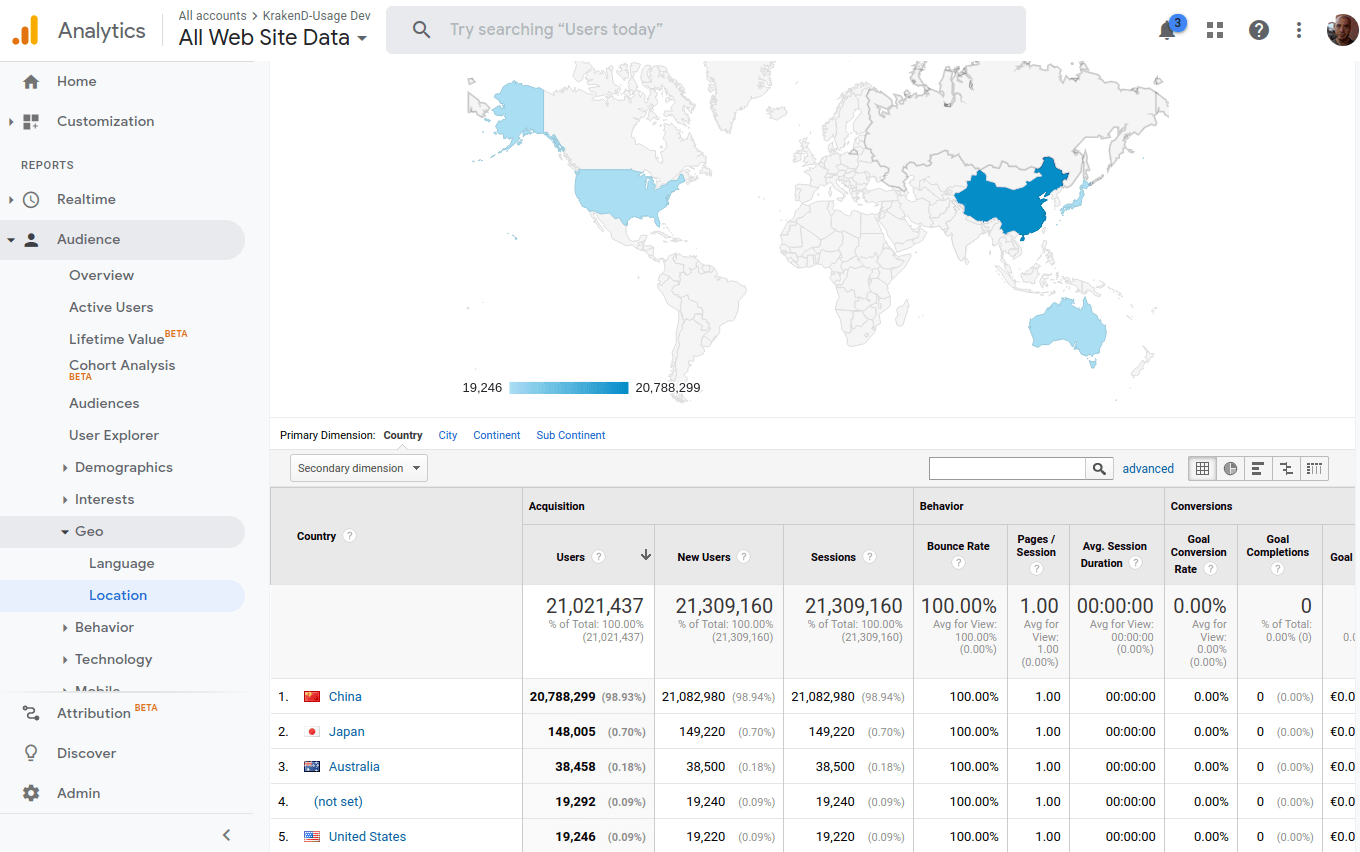 Analytics
All accounts > KrakenD-Usage Dev
All Web Site Data
Try searching “Users today”
3
Home
Customization
REPORTS
Realtime
Audience
Overview
Active Users
Lifetime Value BETA
Cohort Analysis
BETA
Audiences
User Explorer
Demographics
Interests
Geo
Language
Location
Behavior
Technology
Mobile
Attribution BETA
Discover
Admin
19,246 20,788,299
Primary Dimension: Country City Continent Sub Continent
Secondary dimension
advanced
Country ?
Acquisition Behavior Conversions
Users ? New Users ? Sessions ? Bounce Rate ? Pages / Session ? Avg. Session Duration ? Goal Conversion Rate ? Goal Completions ? Goal
21,021,437
% of Total: 100.00%
(21,021,437)
21,309,160
% of Total: 100.00%
(21,309,160)
21,309,160
% of Total: 100.00%
(21,309,160)
100.00%
Avg for View:
100.00%
(0.00%)
1.00
Avg for
View:
1.00
(0.00%)
00:00:00
Avg for View:
00:00:00
(0.00%)
0.00%
Avg for
View:
0.00%
(0.00%)
0
% of Total:
0.00% (0)
1. China 20,788,299 (98.93%) 21,082,980 (98.94%) 21,082,980 (98.94%) 100.00% 1.00 00:00:00 0.00% 0 (0.00%) €0.0
2. Japan 148,005 (0.70%) 149,220 (0.70%) 149,220 (0.70%) 100.00% 1.00 00:00:00 0.00% 0 (0.00%) €0.0
3. Australia 38,458 (0.18%) 38,500 (0.18%) 38,500 (0.18%) 100.00% 1.00 00:00:00 0.00% 0 (0.00%) €0.0
4. (not set) 19,292 (0.09%) 19,240 (0.09%) 19,240 (0.09%) 100.00% 1.00 00:00:00 0.00% 0 (0.00%) €0.0
5. United States 19,246 (0.09%) 19,220 (0.09%) 19,220 (0.09%) 100.00% 1.00 00:00:00 0.00% 0 (0.00%) €0.0